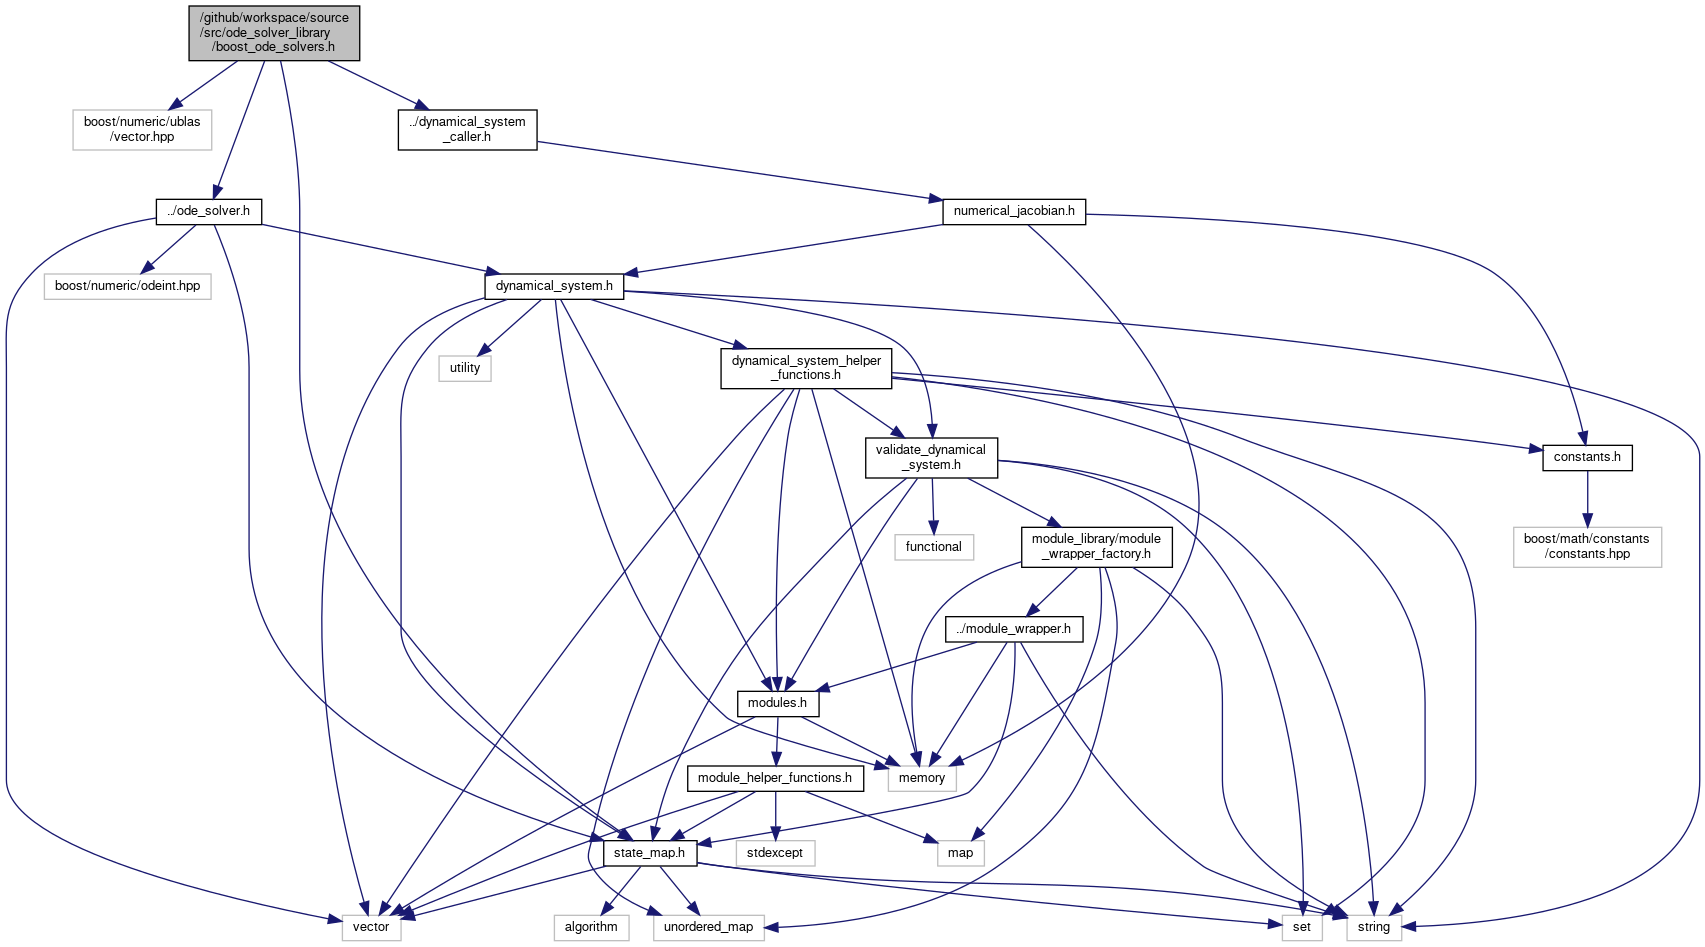 /github/workspace/source
/src/ode_solver_library
/boost_ode_solvers.h
boost/numeric/ublas
/vector.hpp
../dynamical_system
_caller.h
../ode_solver.h
numerical_jacobian.h
boost/numeric/odeint.hpp
dynamical_system.h
utility
dynamical_system_helper
_functions.h
validate_dynamical
_system.h
constants.h
functional
module_library/module
_wrapper_factory.h
boost/math/constants
/constants.hpp
../module_wrapper.h
modules.h
module_helper_functions.h
memory
state_map.h
stdexcept
map
vector
algorithm
unordered_map
set
string